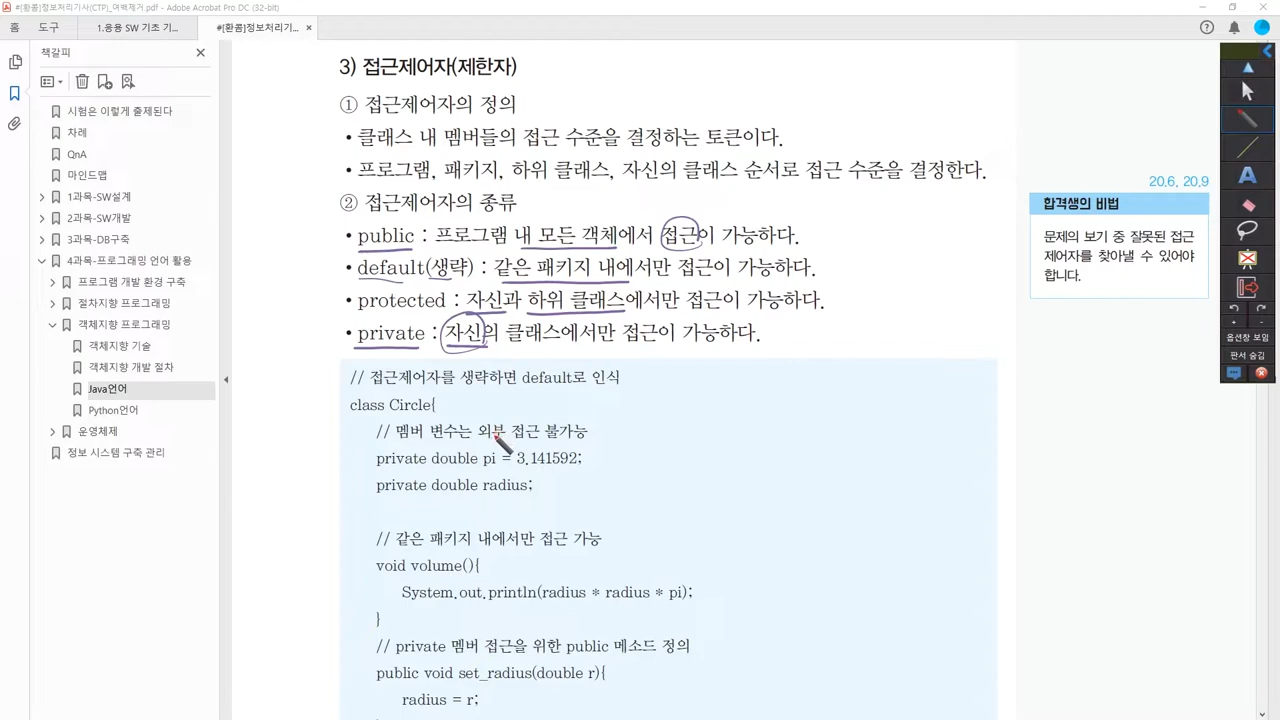 #[환콤]정보처리기사(CTP)_여백제거.pdf - Adobe Acrobat Pro DC (32-bit)
홈 도구 1.응용 SW 기초 기... #[환콤]정보처리기... ×
책갈피
시험은 이렇게 출제된다
차례
QnA
마인드맵
1과목-SW설계
2과목-SW개발
3과목-DB구축
4과목-프로그래밍 언어 활용
프로그램 개발 환경 구축
절차지향 프로그래밍
객체지향 프로그래밍
객체지향 기술
객체지향 개발 절차
Java언어
Python언어
운영체제
정보 시스템 구축 관리
3) 접근제어자(제한자)
① 접근제어자의 정의
• 클래스 내 멤버들의 접근 수준을 결정하는 토큰이다.
• 프로그램, 패키지, 하위 클래스, 자신의 클래스 순서로 접근 수준을 결정한다.
② 접근제어자의 종류
• public : 프로그램 내 모든 객체에서 접근이 가능하다.
• default(생략) : 같은 패키지 내에서만 접근이 가능하다.
• protected : 자신과 하위 클래스에서만 접근이 가능하다.
• private : 자신의 클래스에서만 접근이 가능하다.
// 접근제어자를 생략하면 default로 인식
class Circle{
// 멤버 변수는 외부 접근 불가능
private double pi = 3.141592;
private double radius;
// 같은 패키지 내에서만 접근 가능
void volume(){
System.out.println(radius * radius * pi);
}
// private 멤버 접근을 위한 public 메소드 정의
public void set_radius(double r){
radius = r;
20.6, 20.9
합격생의 비법
문제의 보기 중 잘못된 접근
제어자를 찾아낼 수 있어야
합니다.
A
옵션창 보임
판서 숨김